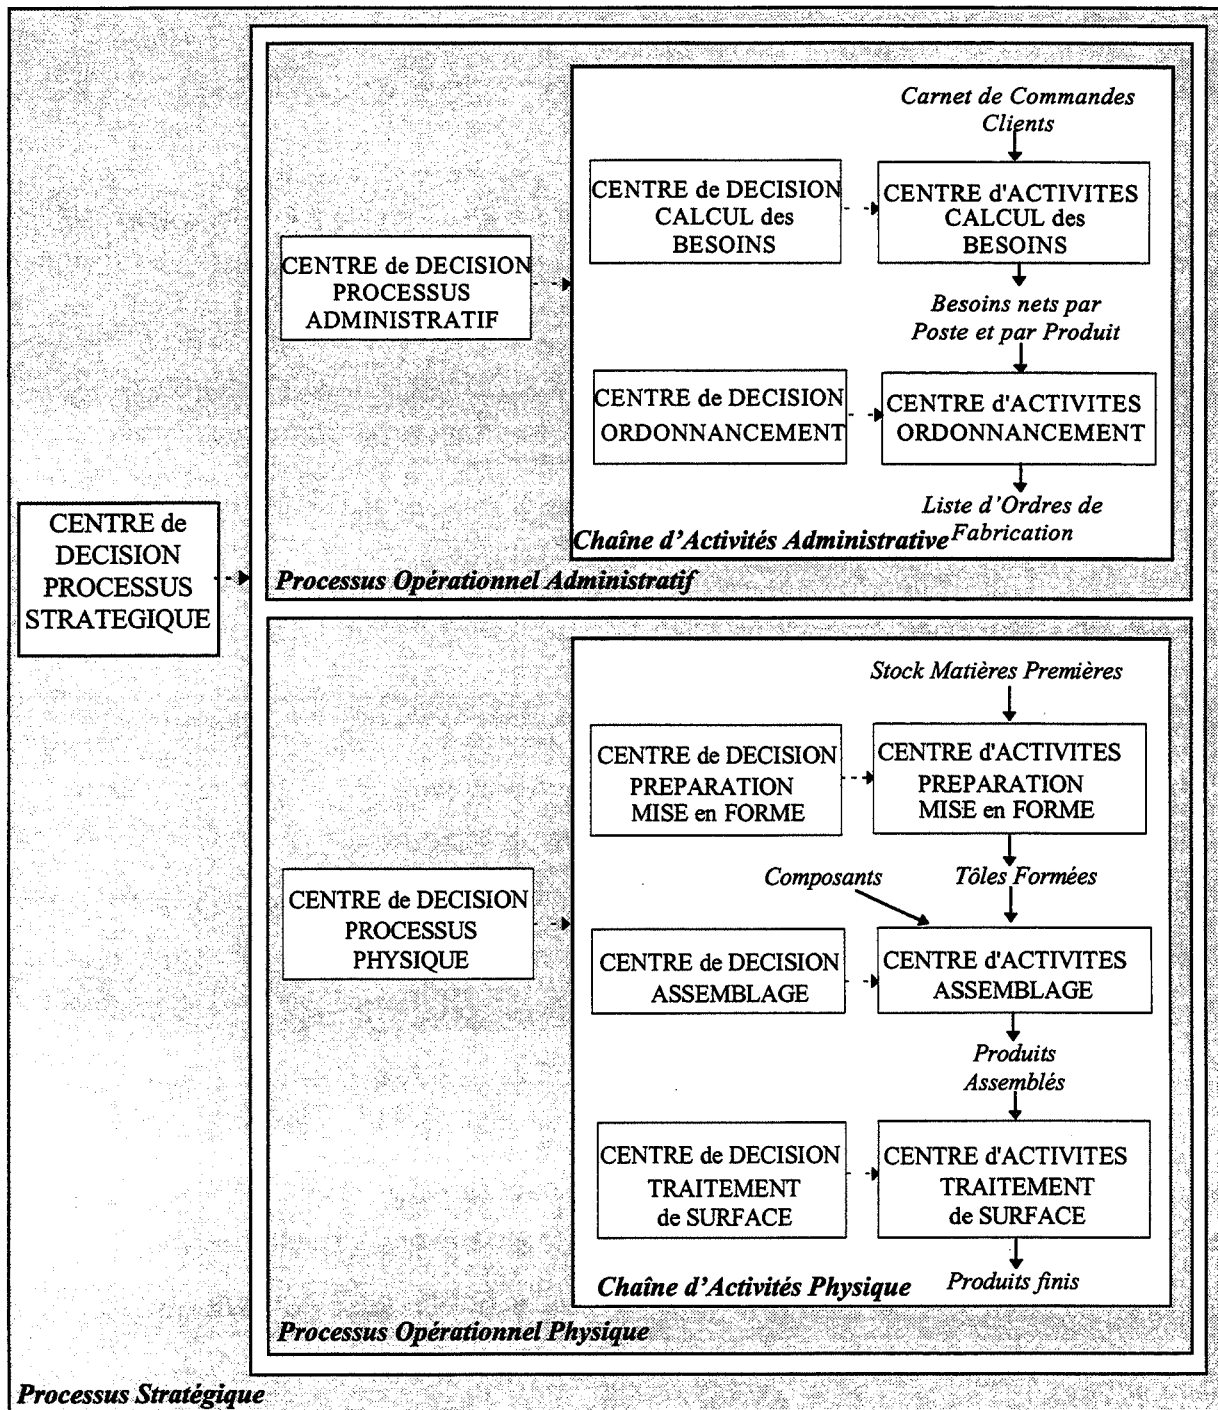 Carnet de Commandes
Clients
CENTRE de DECISION
CALCUL des
BESOINS
CENTRE d'ACTIVITES
CALCUL des
BESOINS
CENTRE de DECISION
PROCESSUS
ADMINISTRATIF
Besoins nets par
Poste et par Produit
CENTRE de DECISION
ORDONNANCEMENT
CENTRE d'ACTIVITES
ORDONNANCEMENT
Liste d'Ordres de
Fabrication
Chaîne d'Activités Administrative
Processus Opérationnel Administratif
CENTRE de
DECISION
PROCESSUS
STRATEGIQUE
Stock Matières Premières
CENTRE de DECISION
PREPARATION
MISE en FORME
CENTRE d'ACTIVITES
PREPARATION
MISE en FORME
Composants
Tôles Formées
CENTRE de DECISION
PROCESSUS
PHYSIQUE
CENTRE de DECISION
ASSEMBLAGE
CENTRE d'ACTIVITES
ASSEMBLAGE
Produits
Assemblés
CENTRE de DECISION
TRAITEMENT
de SURFACE
CENTRE d'ACTIVITES
TRAITEMENT
de SURFACE
Chaîne d'Activités Physique
Produits finis
Processus Opérationnel Physique
Processus Stratégique